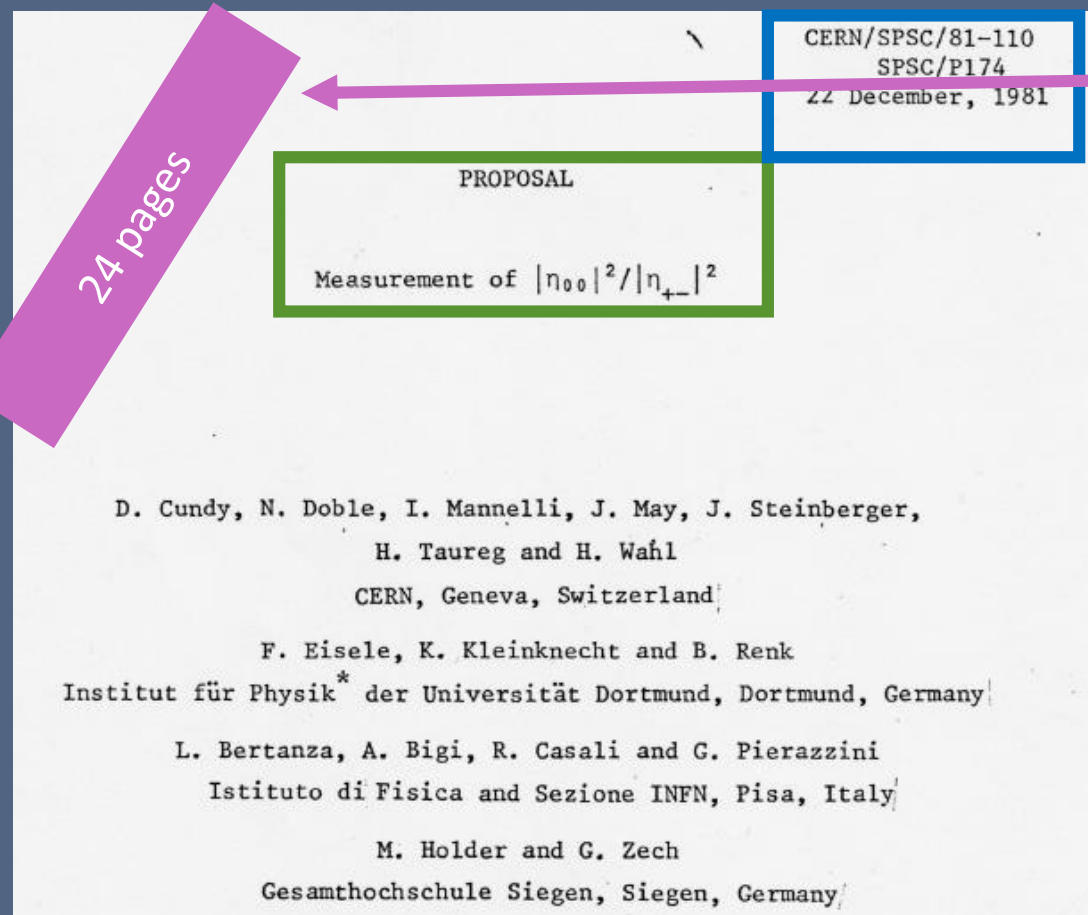 CERN/SPSC/81-110
SPSC/P174
22 December, 1981
24 pages
PROPOSAL
Measurement of |η₀₀|²/|η₊₋|²
D. Cundy, N. Doble, I. Mannelli, J. May, J. Steinberger,
H. Taureg and H. Wahl
CERN, Geneva, Switzerland
F. Eisele, K. Kleinknecht and B. Renk
Institut für Physik* der Universität Dortmund, Dortmund, Germany
L. Bertanza, A. Bigi, R. Casali and G. Pierazzini
Istituto di Fisica and Sezione INFN, Pisa, Italy
M. Holder and G. Zech
Gesamthochschule Siegen, Siegen, Germany